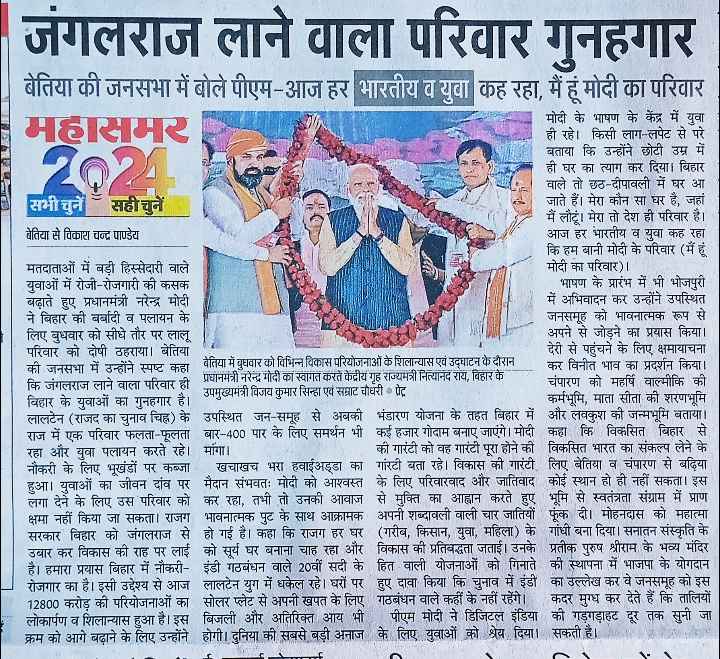 जंगलराज लाने वाला परिवार गुनहगार
बेतिया की जनसभा में बोले पीएम-आज हर भारतीय व युवा कह रहा, मैं हूं मोदी का परिवार
महासमर
2024
सभी चुनें सही चुनें
बेतिया से विकाश चन्द्र पाण्डेय
मतदाताओं में बड़ी हिस्सेदारी वाले
युवाओं में रोजी-रोजगारी की कसक
बढ़ाते हुए प्रधानमंत्री नरेन्द्र मोदी
ने बिहार की बर्बादी व पलायन के
लिए बुधवार को सीधे तौर पर लालू
परिवार को दोषी ठहराया। बेतिया
की जनसभा में उन्होंने स्पष्ट कहा
कि जंगलराज लाने वाला परिवार ही
बिहार के युवाओं का गुनहगार है।
लालटेन (राजद का चुनाव चिह्न) के
राज में एक परिवार फलता-फूलता
रहा और युवा पलायन करते रहे।
नौकरी के लिए भूखंडों पर कब्जा
हुआ। युवाओं का जीवन दांव पर
लगा देने के लिए उस परिवार को
क्षमा नहीं किया जा सकता। राजग
सरकार बिहार को जंगलराज से
उबार कर विकास की राह पर लाई
है। हमारा प्रयास बिहार में नौकरी-
रोजगार का है। इसी उद्देश्य से आज
12800 करोड़ की परियोजनाओं का
लोकार्पण व शिलान्यास हुआ है। इस
क्रम को आगे बढ़ाने के लिए उन्होंने
बेतिया में बुधवार को विभिन्न विकास परियोजनाओं के शिलान्यास एवं उद्घाटन के दौरान
प्रधानमंत्री नरेन्द्र मोदी का स्वागत करते केंद्रीय गृह राज्यमंत्री नित्यानंद राय, बिहार के
उपमुख्यमंत्री विजय कुमार सिन्हा एवं सम्राट चौधरी ● प्रेट्र
उपस्थित जन-समूह से अबकी
बार-400 पार के लिए समर्थन भी
मांगा।
खचाखच भरा हवाईअड्डा का
मैदान संभवतः मोदी को आश्वस्त
कर रहा, तभी तो उनकी आवाज
भावनात्मक पुट के साथ आक्रामक
हो गई है। कहा कि राजग हर घर
को सूर्य घर बनाना चाह रहा और
इंडी गठबंधन वाले 20वीं सदी के
लालटेन युग में धकेल रहे। घरों पर
सोलर प्लेट से अपनी खपत के लिए
बिजली और अतिरिक्त आय भी
होगी। दुनिया की सबसे बड़ी अनाज
भंडारण योजना के तहत बिहार में
कई हजार गोदाम बनाए जाएंगे। मोदी
की गारंटी को वह गारंटी पूरा होने की
गारंटी बता रहे। विकास की गारंटी
के लिए परिवारवाद और जातिवाद
से मुक्ति का आह्वान करते हुए
अपनी शब्दावली वाली चार जातियों
(गरीब, किसान, युवा, महिला) के
विकास की प्रतिबद्धता जताई। उनके
हित वाली योजनाओं को गिनाते
हुए दावा किया कि चुनाव में इंडी
गठबंधन वाले कहीं के नहीं रहेंगे।
पीएम मोदी ने डिजिटल इंडिया
के लिए युवाओं को श्रेय दिया।
मोदी के भाषण के केंद्र में युवा
ही रहे। किसी लाग-लपेट से परे
बताया कि उन्होंने छोटी उम्र में
ही घर का त्याग कर दिया। बिहार
वाले तो छठ-दीपावली में घर आ
जाते हैं। मेरा कौन सा घर है, जहां
मैं लौटूं! मेरा तो देश ही परिवार है।
आज हर भारतीय व युवा कह रहा
कि हम बानी मोदी के परिवार (मैं हूं
मोदी का परिवार)।
भाषण के प्रारंभ में भी भोजपुरी
में अभिवादन कर उन्होंने उपस्थित
जनसमूह को भावनात्मक रूप से
अपने से जोड़ने का प्रयास किया।
देरी से पहुंचने के लिए क्षमायाचना
कर विनीत भाव का प्रदर्शन किया।
चंपारण को महर्षि वाल्मीकि की
कर्मभूमि, माता सीता की शरणभूमि
और लवकुश की जन्मभूमि बताया।
कहा कि विकसित बिहार से
विकसित भारत का संकल्प लेने के
लिए बेतिया व चंपारण से बढ़िया
कोई स्थान हो ही नहीं सकता। इस
भूमि से स्वतंत्रता संग्राम में प्राण
फूंक दी। मोहनदास को महात्मा
गांधी बना दिया। सनातन संस्कृति के
प्रतीक पुरुष श्रीराम के भव्य मंदिर
की स्थापना में भाजपा के योगदान
का उल्लेख कर वे जनसमूह को इस
कदर मुग्ध कर देते हैं कि तालियों
की गड़गड़ाहट दूर तक सुनी जा
सकती है।